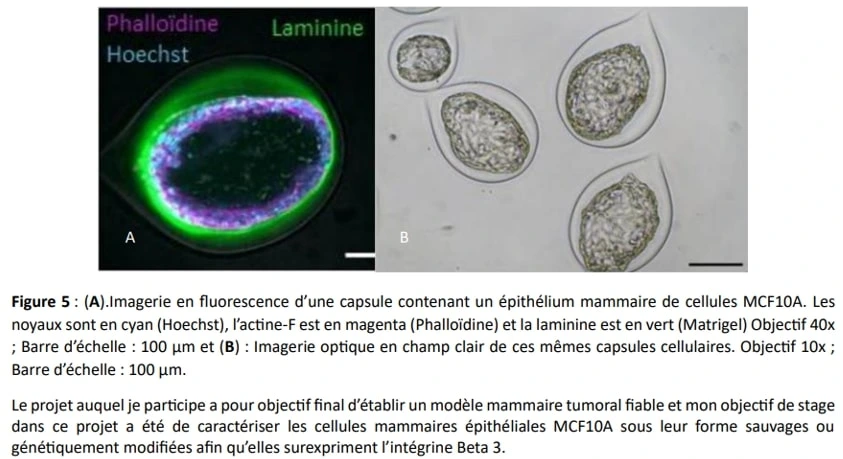 Phalloïdine Laminine
Hoechst
A
B
Figure 5 : (A).Imagerie en fluorescence d'une capsule contenant un épithélium mammaire de cellules MCF10A. Les
noyaux sont en cyan (Hoechst), l'actine-F est en magenta (Phalloïdine) et la laminine est en vert (Matrigel) Objectif 40x
; Barre d'échelle : 100 µm et (B) : Imagerie optique en champ clair de ces mêmes capsules cellulaires. Objectif 10x ;
Barre d'échelle : 100 µm.
Le projet auquel je participe a pour objectif final d'établir un modèle mammaire tumoral fiable et mon objectif de stage
dans ce projet a été de caractériser les cellules mammaires épithéliales MCF10A sous leur forme sauvages ou
génétiquement modifiées afin qu'elles surexpriment l'intégrine Beta 3.